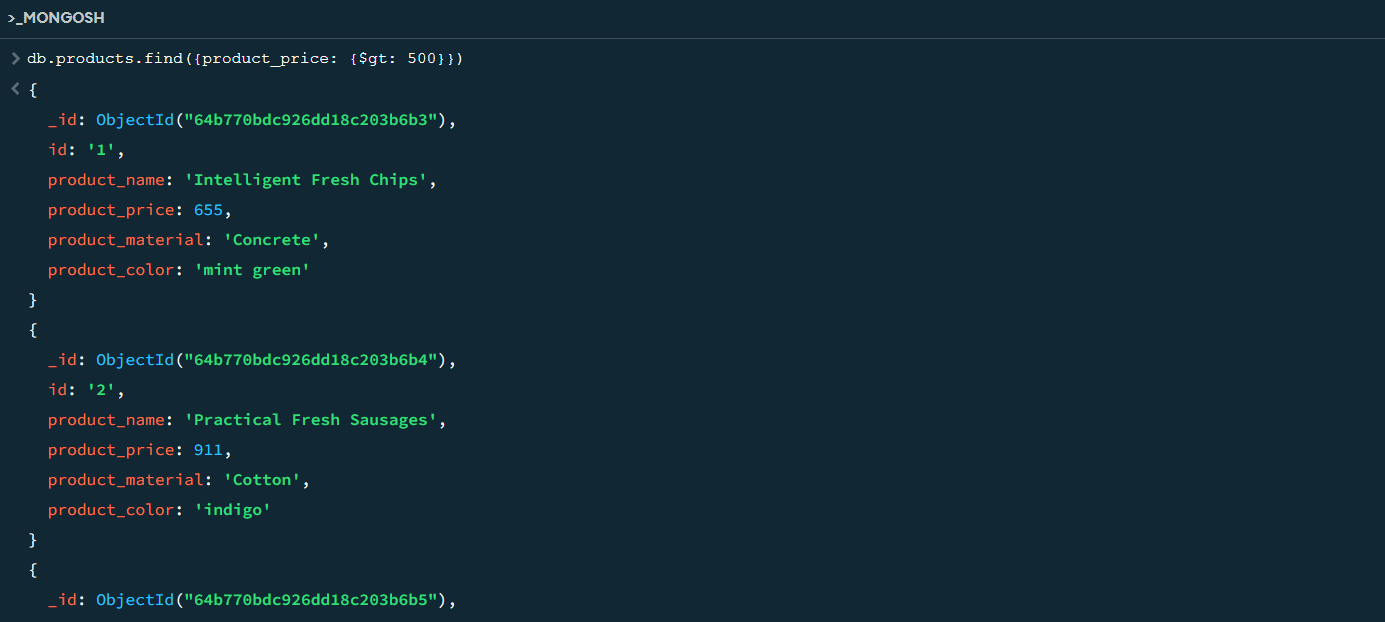 >_MONGOSH
> db.products.find({product_price: {$gt: 500}})
< {
_id: ObjectId("64b770bdc926dd18c203b6b3"),
id: '1',
product_name: 'Intelligent Fresh Chips',
product_price: 655,
product_material: 'Concrete',
product_color: 'mint green'
}
{
_id: ObjectId("64b770bdc926dd18c203b6b4"),
id: '2',
product_name: 'Practical Fresh Sausages',
product_price: 911,
product_material: 'Cotton',
product_color: 'indigo'
}
{
_id: ObjectId("64b770bdc926dd18c203b6b5"),